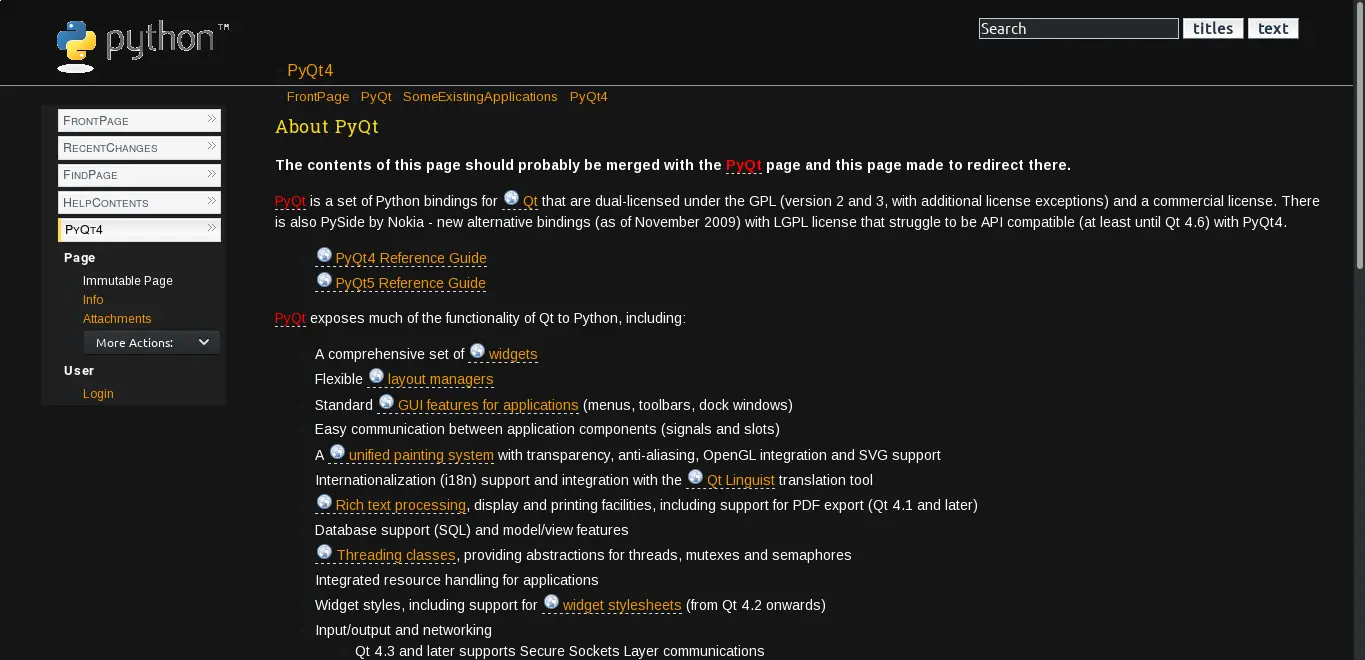 python™
Search titles text
PyQt4
FrontPage PyQt SomeExistingApplications PyQt4
FRONTPAGE »
RECENTCHANGES »
FINDPAGE »
HELPCONTENTS »
PYQT4 »
Page
Immutable Page
Info
Attachments
More Actions:
User
Login
About PyQt
The contents of this page should probably be merged with the PyQt page and this page made to redirect there.
PyQt is a set of Python bindings for Qt that are dual-licensed under the GPL (version 2 and 3, with additional license exceptions) and a commercial license. There
is also PySide by Nokia - new alternative bindings (as of November 2009) with LGPL license that struggle to be API compatible (at least until Qt 4.6) with PyQt4.
PyQt4 Reference Guide
PyQt5 Reference Guide
PyQt exposes much of the functionality of Qt to Python, including:
A comprehensive set of widgets
Flexible layout managers
Standard GUI features for applications (menus, toolbars, dock windows)
Easy communication between application components (signals and slots)
A unified painting system with transparency, anti-aliasing, OpenGL integration and SVG support
Internationalization (i18n) support and integration with the Qt Linguist translation tool
Rich text processing, display and printing facilities, including support for PDF export (Qt 4.1 and later)
Database support (SQL) and model/view features
Threading classes, providing abstractions for threads, mutexes and semaphores
Integrated resource handling for applications
Widget styles, including support for widget stylesheets (from Qt 4.2 onwards)
Input/output and networking
Qt 4.3 and later supports Secure Sockets Layer communications